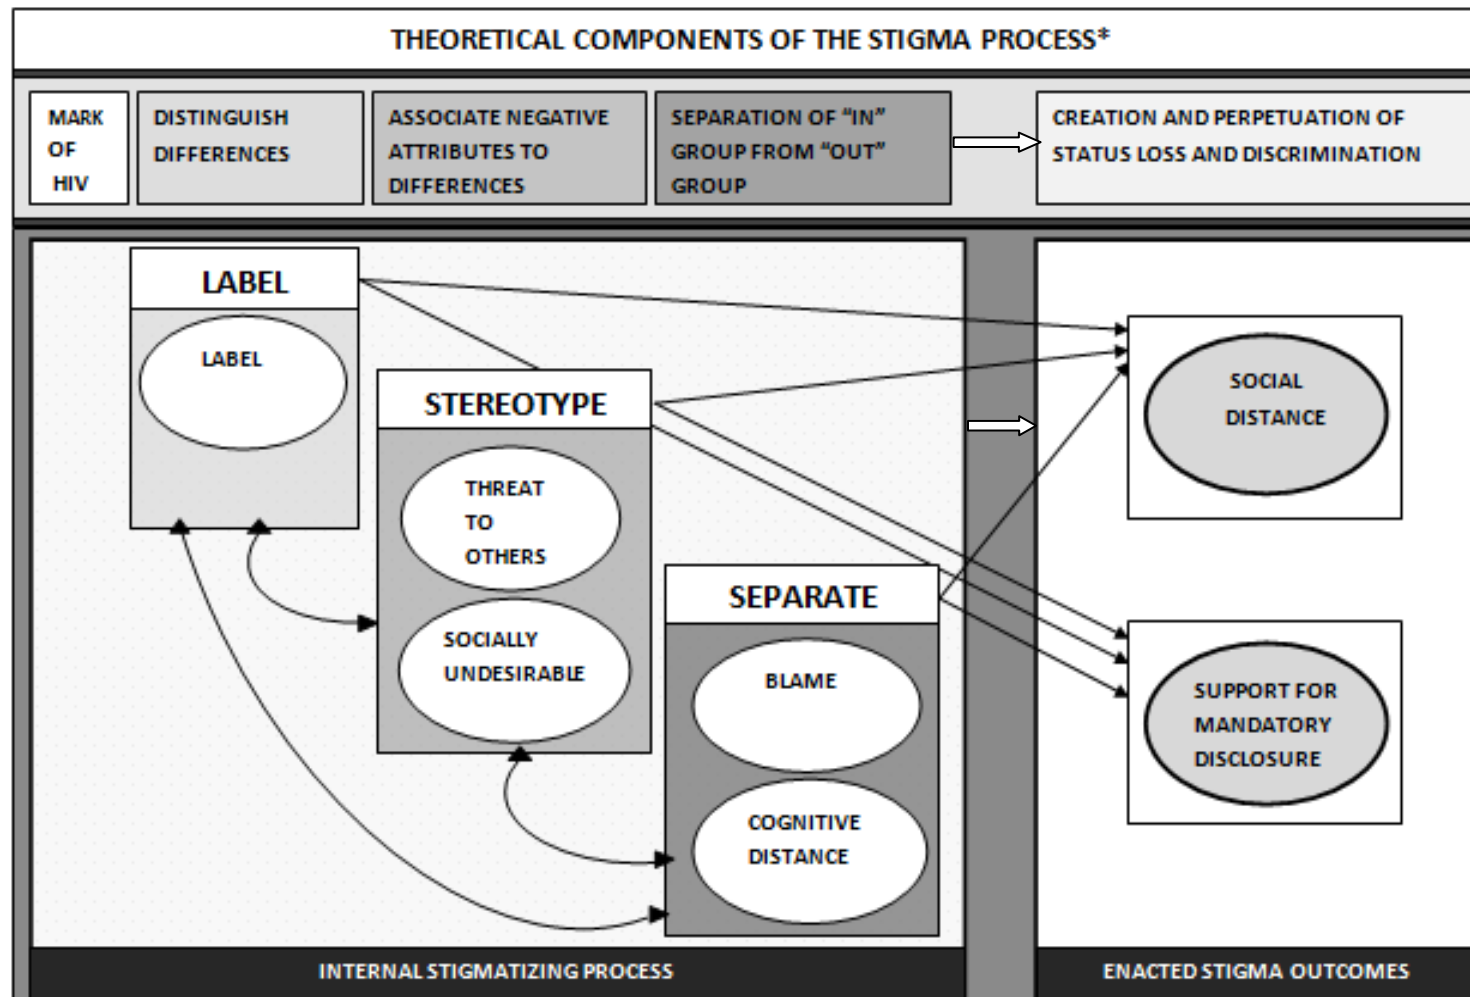 THEORETICAL COMPONENTS OF THE STIGMA PROCESS*
MARK
OF
HIV
DISTINGUISH
DIFFERENCES
ASSOCIATE NEGATIVE
ATTRIBUTES TO
DIFFERENCES
SEPARATION OF “IN”
GROUP FROM “OUT”
GROUP
CREATION AND PERPETUATION OF
STATUS LOSS AND DISCRIMINATION
LABEL
LABEL
STEREOTYPE
THREAT
TO
OTHERS
SOCIALLY
UNDESIRABLE
SEPARATE
BLAME
COGNITIVE
DISTANCE
SOCIAL
DISTANCE
SUPPORT FOR
MANDATORY
DISCLOSURE
INTERNAL STIGMATIZING PROCESS
ENACTED STIGMA OUTCOMES